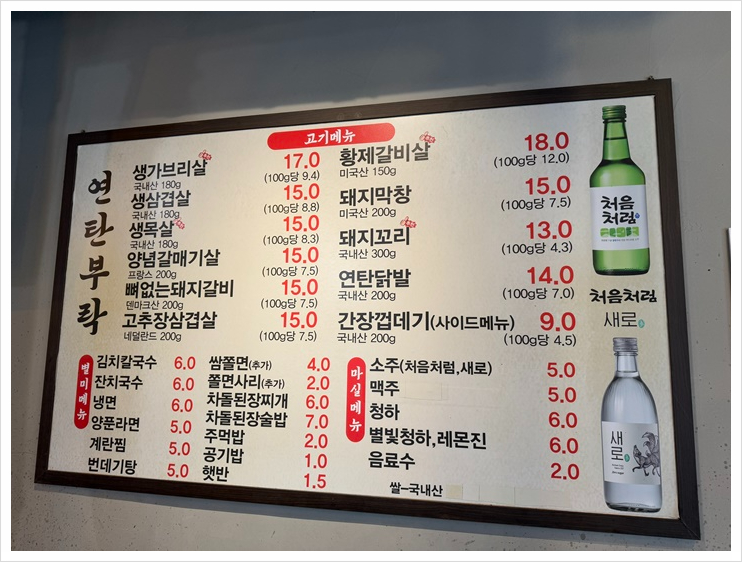 고기메뉴
연탄부락
생가브리살 17.0
국내산 180g (100g당 9.4)
생삼겹살 15.0
국내산 180g (100g당 8.8)
생목살 15.0
국내산 180g (100g당 8.3)
양념갈매기살 15.0
프랑스 200g (100g당 7.5)
뼈없는돼지갈비 15.0
덴마크산 200g (100g당 7.5)
고추장삼겹살 15.0
네덜란드 200g (100g당 7.5)
황제갈비살 18.0
미국산 150g (100g당 12.0)
돼지막창 15.0
미국산 200g (100g당 7.5)
돼지꼬리 13.0
국내산 300g (100g당 4.3)
연탄닭발 14.0
국내산 200g (100g당 7.0)
간장껍데기(사이드메뉴) 9.0
국내산 200g (100g당 4.5)
별미메뉴
김치칼국수 6.0
잔치국수 6.0
냉면 6.0
양푼라면 5.0
계란찜 5.0
번데기탕 5.0
쌈쫄면(추가) 4.0
쫄면사리(추가) 2.0
차돌된장찌개 6.0
차돌된장술밥 7.0
주먹밥 2.0
공기밥 1.0
햇반 1.5
마실메뉴
소주(처음처럼,새로) 5.0
맥주 5.0
청하 6.0
별빛청하,레몬진 6.0
음료수 2.0
쌀-국내산
처음
처럼
처음처럼
새로
새로